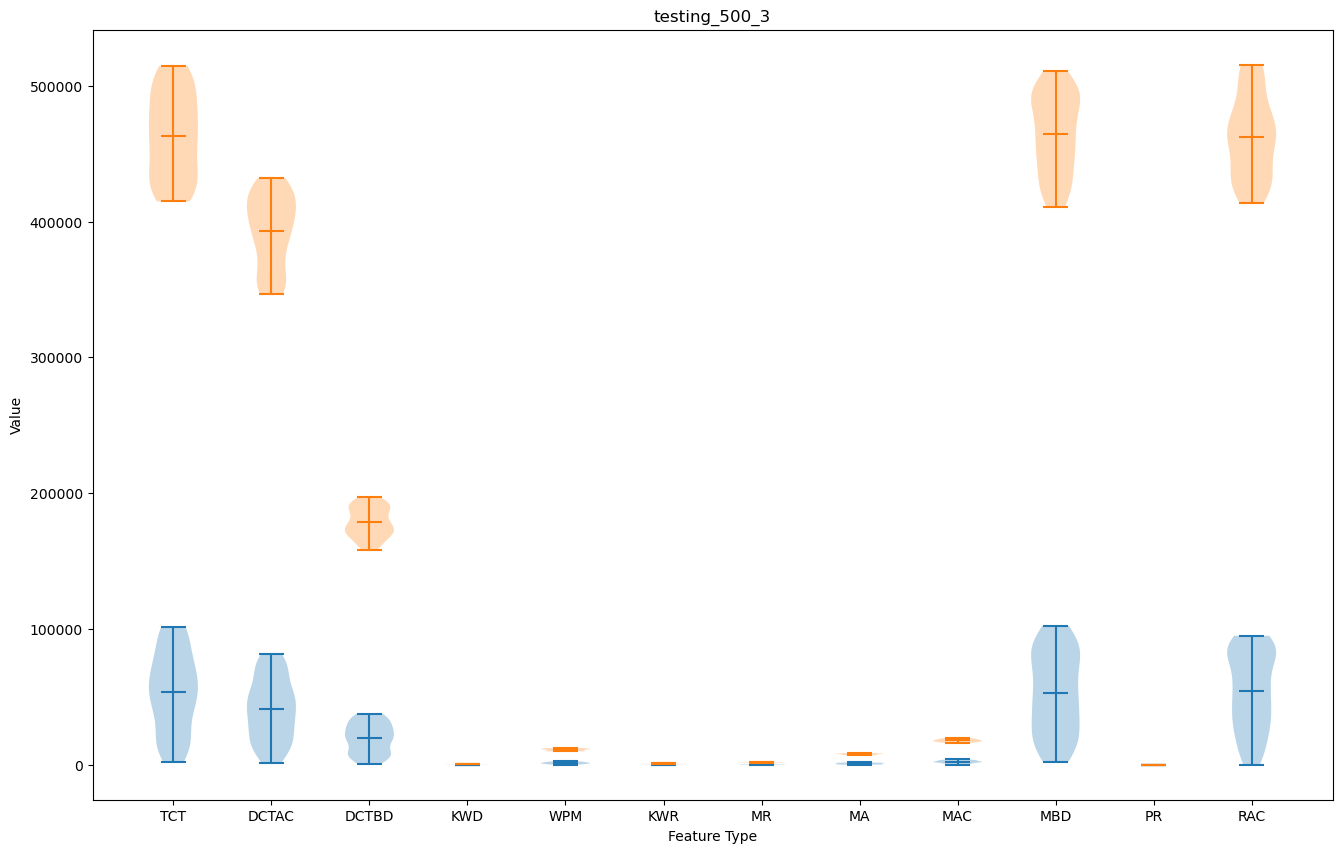 testing_500_3
500000
400000
300000
200000
100000
0
Value
TCT DCTAC DCTBD KWD WPM KWR MR MA MAC MBD PR RAC
Feature Type